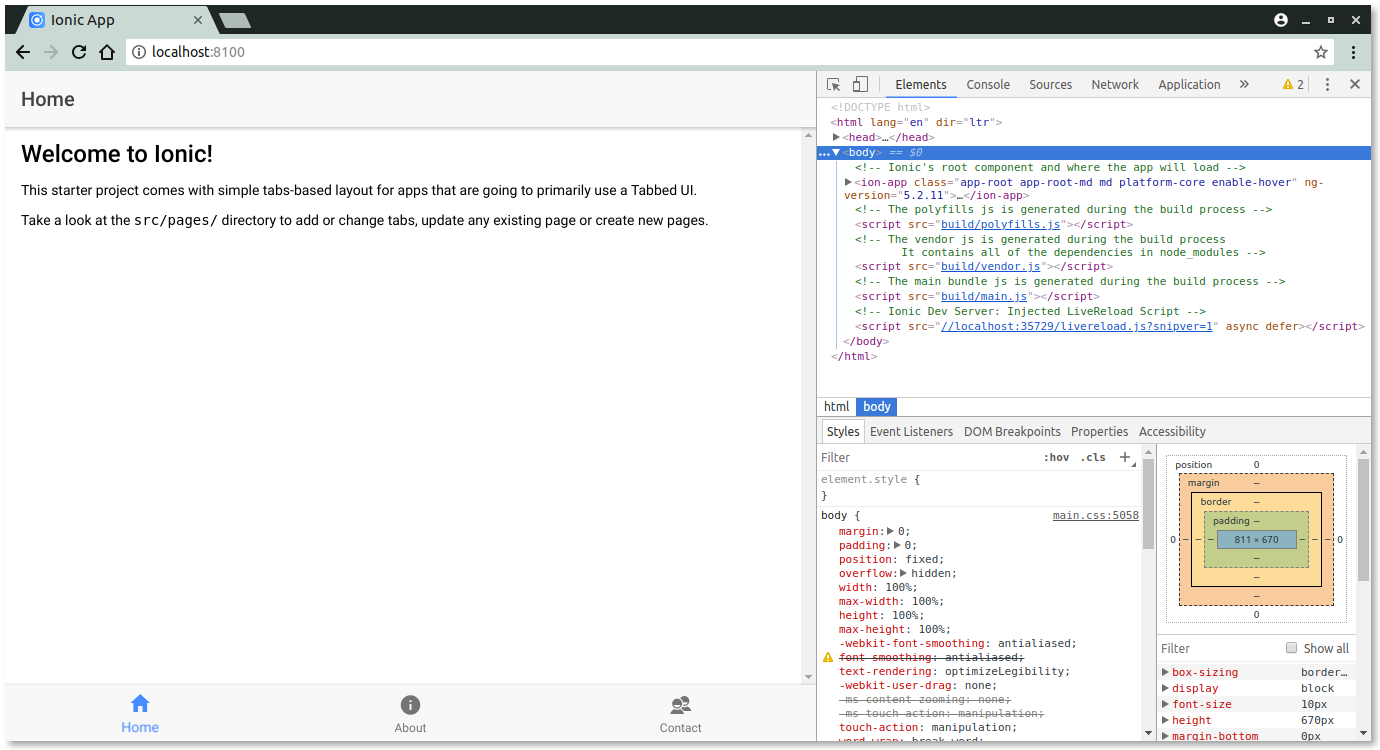 Ionic App
localhost:8100
Home
Welcome to Ionic!
This starter project comes with simple tabs-based layout for apps that are going to primarily use a Tabbed UI.
Take a look at the src/pages/ directory to add or change tabs, update any existing page or create new pages.
Home
About
Contact
Elements Console Sources Network Application » 2
<!DOCTYPE html>
<html lang="en" dir="ltr">
<head>…</head>
…<body> == $0
<!-- Ionic's root component and where the app will load -->
<ion-app class="app-root app-root-md md platform-core enable-hover" ng-
version="5.2.11">…</ion-app>
<!-- The polyfills js is generated during the build process -->
<script src="build/polyfills.js"></script>
<!-- The vendor js is generated during the build process
It contains all of the dependencies in node_modules -->
<script src="build/vendor.js"></script>
<!-- The main bundle js is generated during the build process -->
<script src="build/main.js"></script>
<!-- Ionic Dev Server: Injected LiveReload Script -->
<script src="//localhost:35729/livereload.js?snipver=1" async defer></script>
</body>
</html>
html body
Styles Event Listeners DOM Breakpoints Properties Accessibility
Filter :hov .cls +
element.style {
}
body { main.css:5058
margin: 0;
padding: 0;
position: fixed;
overflow: hidden;
width: 100%;
max-width: 100%;
height: 100%;
max-height: 100%;
-webkit-font-smoothing: antialiased;
font-smoothing: antialiased;
text-rendering: optimizeLegibility;
-webkit-user-drag: none;
-ms-content-zooming: none;
-ms-touch-action: manipulation;
touch-action: manipulation;
word-wrap: break-word;
position 0
margin –
border –
padding –
0 – – – 811 × 670 – – – 0
–
–
–
0
Filter Show all
box-sizing border…
display block
font-size 10px
height 670px
margin-bottom 0px